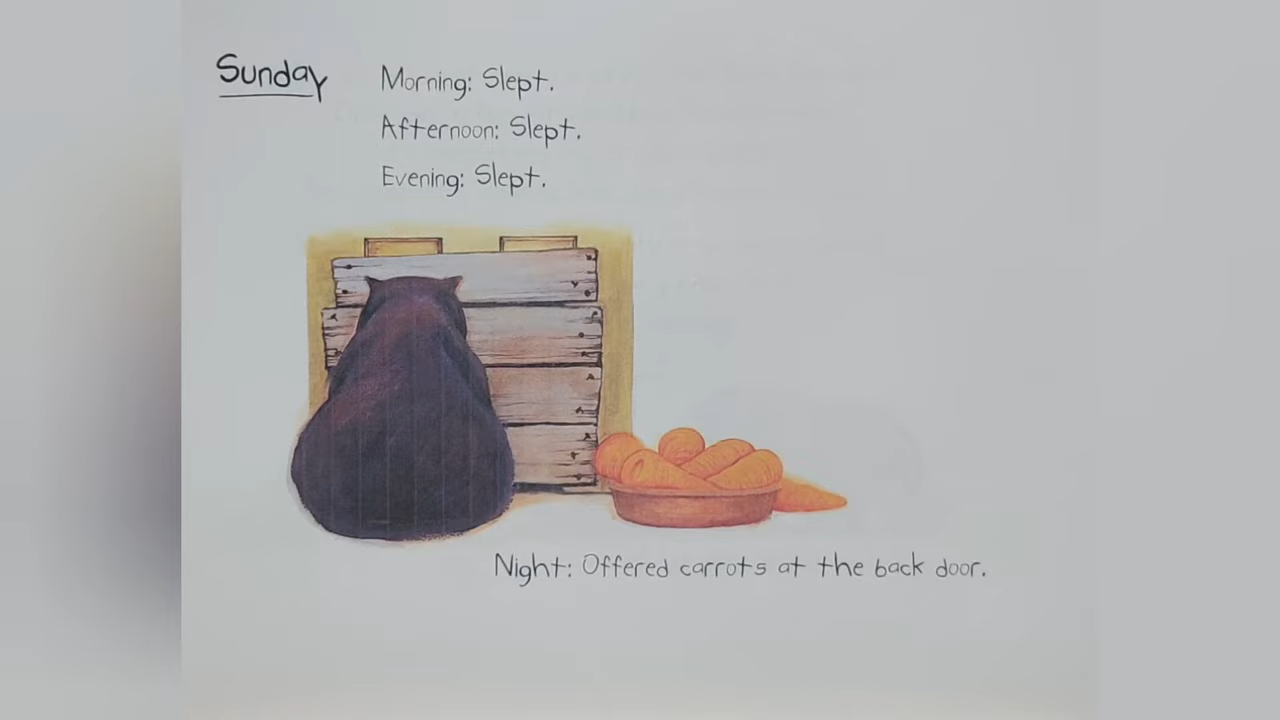 Sunday
Morning: Slept.
Afternoon: Slept.
Evening: Slept.
Night: Offered carrots at the back door.